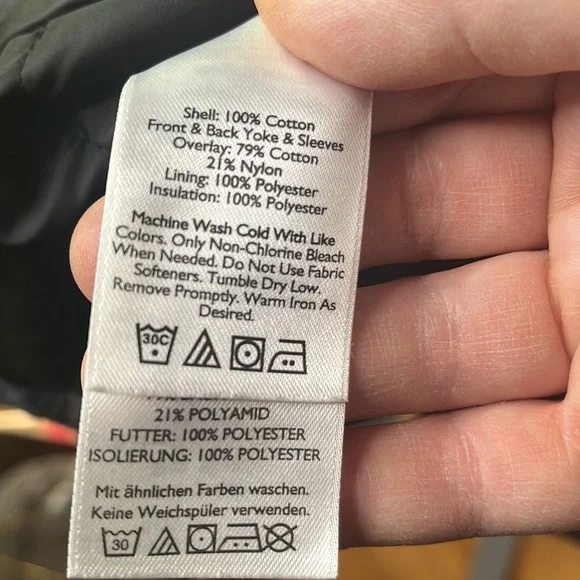 Shell: 100% Cotton
Front & Back Yoke & Sleeves
Overlay: 79% Cotton
21% Nylon
Lining: 100% Polyester
Insulation: 100% Polyester
Machine Wash Cold With Like
Colors. Only Non-Chlorine Bleach
When Needed. Do Not Use Fabric
Softeners. Tumble Dry Low.
Remove Promptly. Warm Iron As
Desired.
30C
21% POLYAMID
FUTTER: 100% POLYESTER
ISOLIERUNG: 100% POLYESTER
Mit ähnlichen Farben waschen.
Keine Weichspüler verwenden.
30